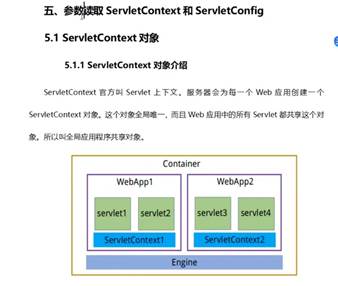 五、参数读取 ServletContext 和 ServletConfig
5.1 ServletContext 对象
5.1.1 ServletContext 对象介绍
ServletContext 官方叫 Servlet 上下文。服务器会为每一个 Web 应用创建一个
ServletContext 对象。这个对象全局唯一，而且 Web 应用中的所有 Servlet 都共享这个对
象。所以叫全局应用程序共享对象。
Container
WebApp1
WebApp2
servlet1
servlet2
servlet3
servlet4
ServletContext1
ServletContext2
Engine